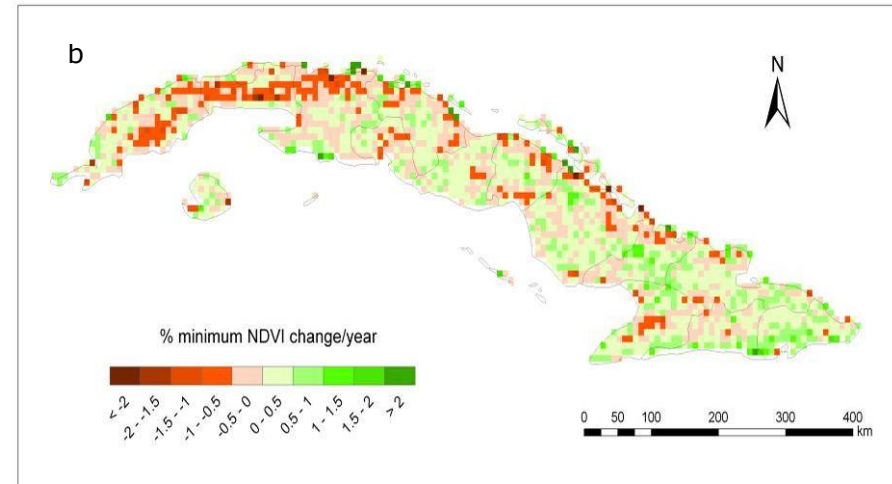 b
N
% minimum NDVI change/year
< -2
-2 - -1.5
-1.5 - -1
-1 - -0.5
-0.5 - 0
0 - 0.5
0.5 - 1
1 - 1.5
1.5 - 2
> 2
0 50 100 200 300 400
km